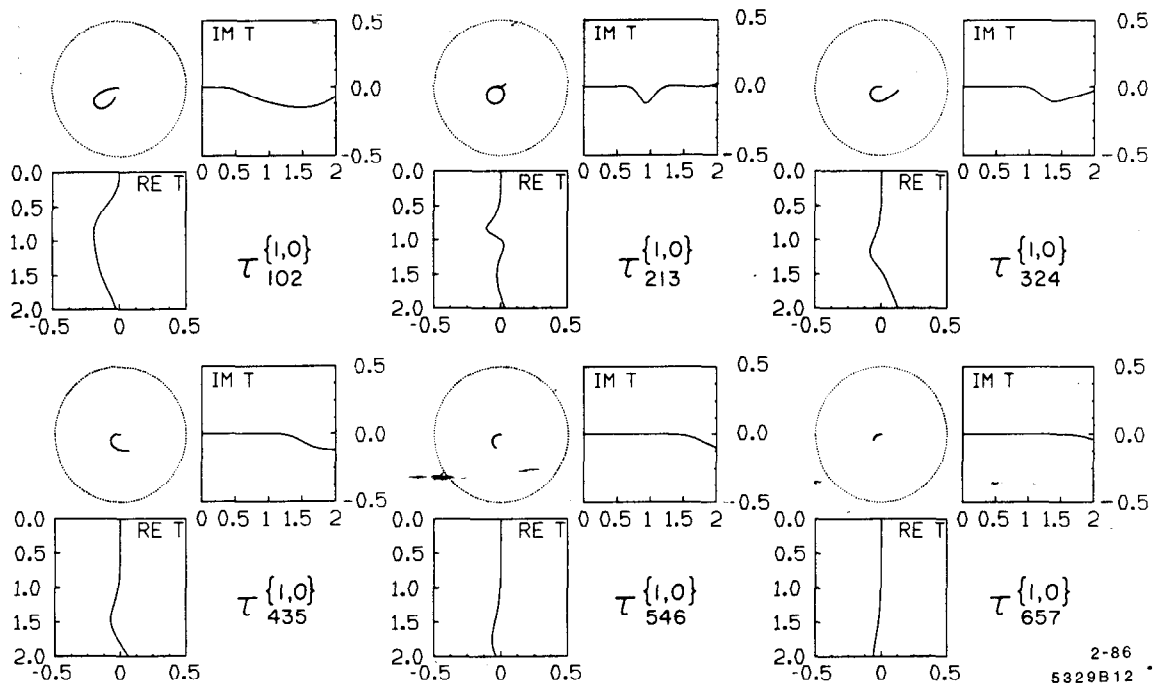 IM T 0.5 IM T 0.5 IM T 0.5
0.0 0.0 0.0
-0.5 -0.5 -0.5
0.0 0 0.5 1 1.5 2 0.0 0 0.5 1 1.5 2 0.0 0 0.5 1 1.5 2
RE T RE T RE T
0.5 0.5 0.5
1.0 τ{1,0} 102 1.0 τ{1,0} 213 1.0 τ{1,0} 324
1.5 1.5 1.5
2.0 2.0 2.0
-0.5 0 0.5 -0.5 0 0.5 -0.5 0 0.5
IM T 0.5 IM T 0.5 IM T 0.5
0.0 0.0 0.0
-0.5 -0.5 -0.5
0.0 0 0.5 1 1.5 2 0.0 0 0.5 1 1.5 2 0.0 0 0.5 1 1.5 2
RE T RE T RE T
0.5 0.5 0.5
1.0 τ{1,0} 435 1.0 τ{1,0} 546 1.0 τ{1,0} 657
1.5 1.5 1.5
2.0 2.0 2.0
-0.5 0 0.5 -0.5 0 0.5 -0.5 0 0.5
2-86
5329B12